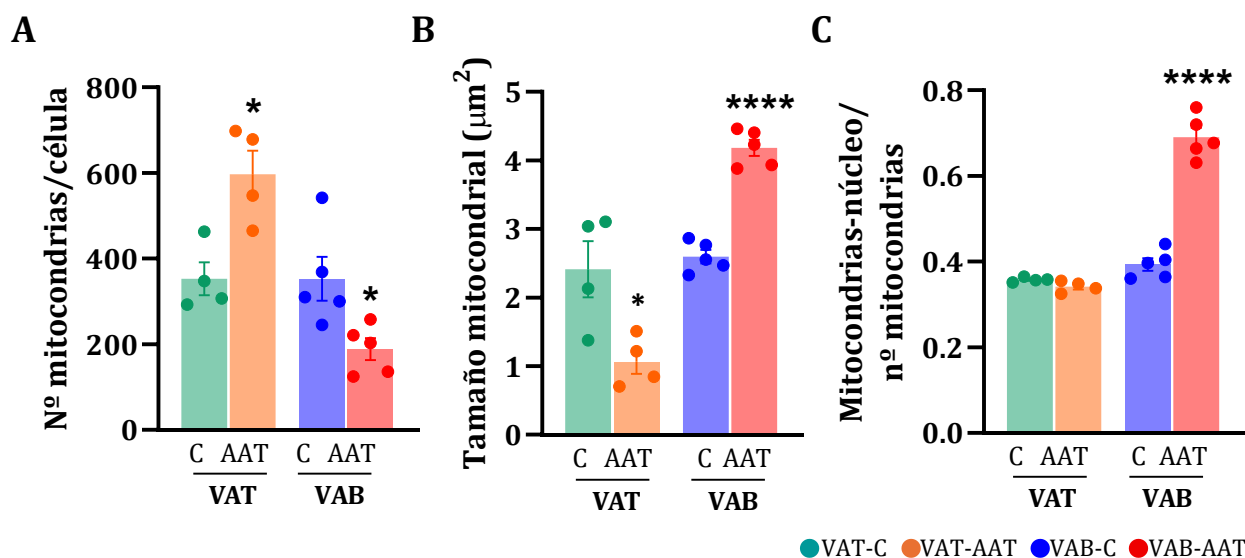 A
Nº mitocondrias/célula
800
600
400
200
0
*
*
C AAT C AAT
VAT VAB
B
Tamaño mitocondrial (μm²)
5
4
3
2
1
0
*
****
C AAT C AAT
VAT VAB
C
Mitocondrias-núcleo/
nº mitocondrias
0.8
0.6
0.4
0.2
0.0
****
C AAT C AAT
VAT VAB
VAT-C VAT-AAT VAB-C VAB-AAT